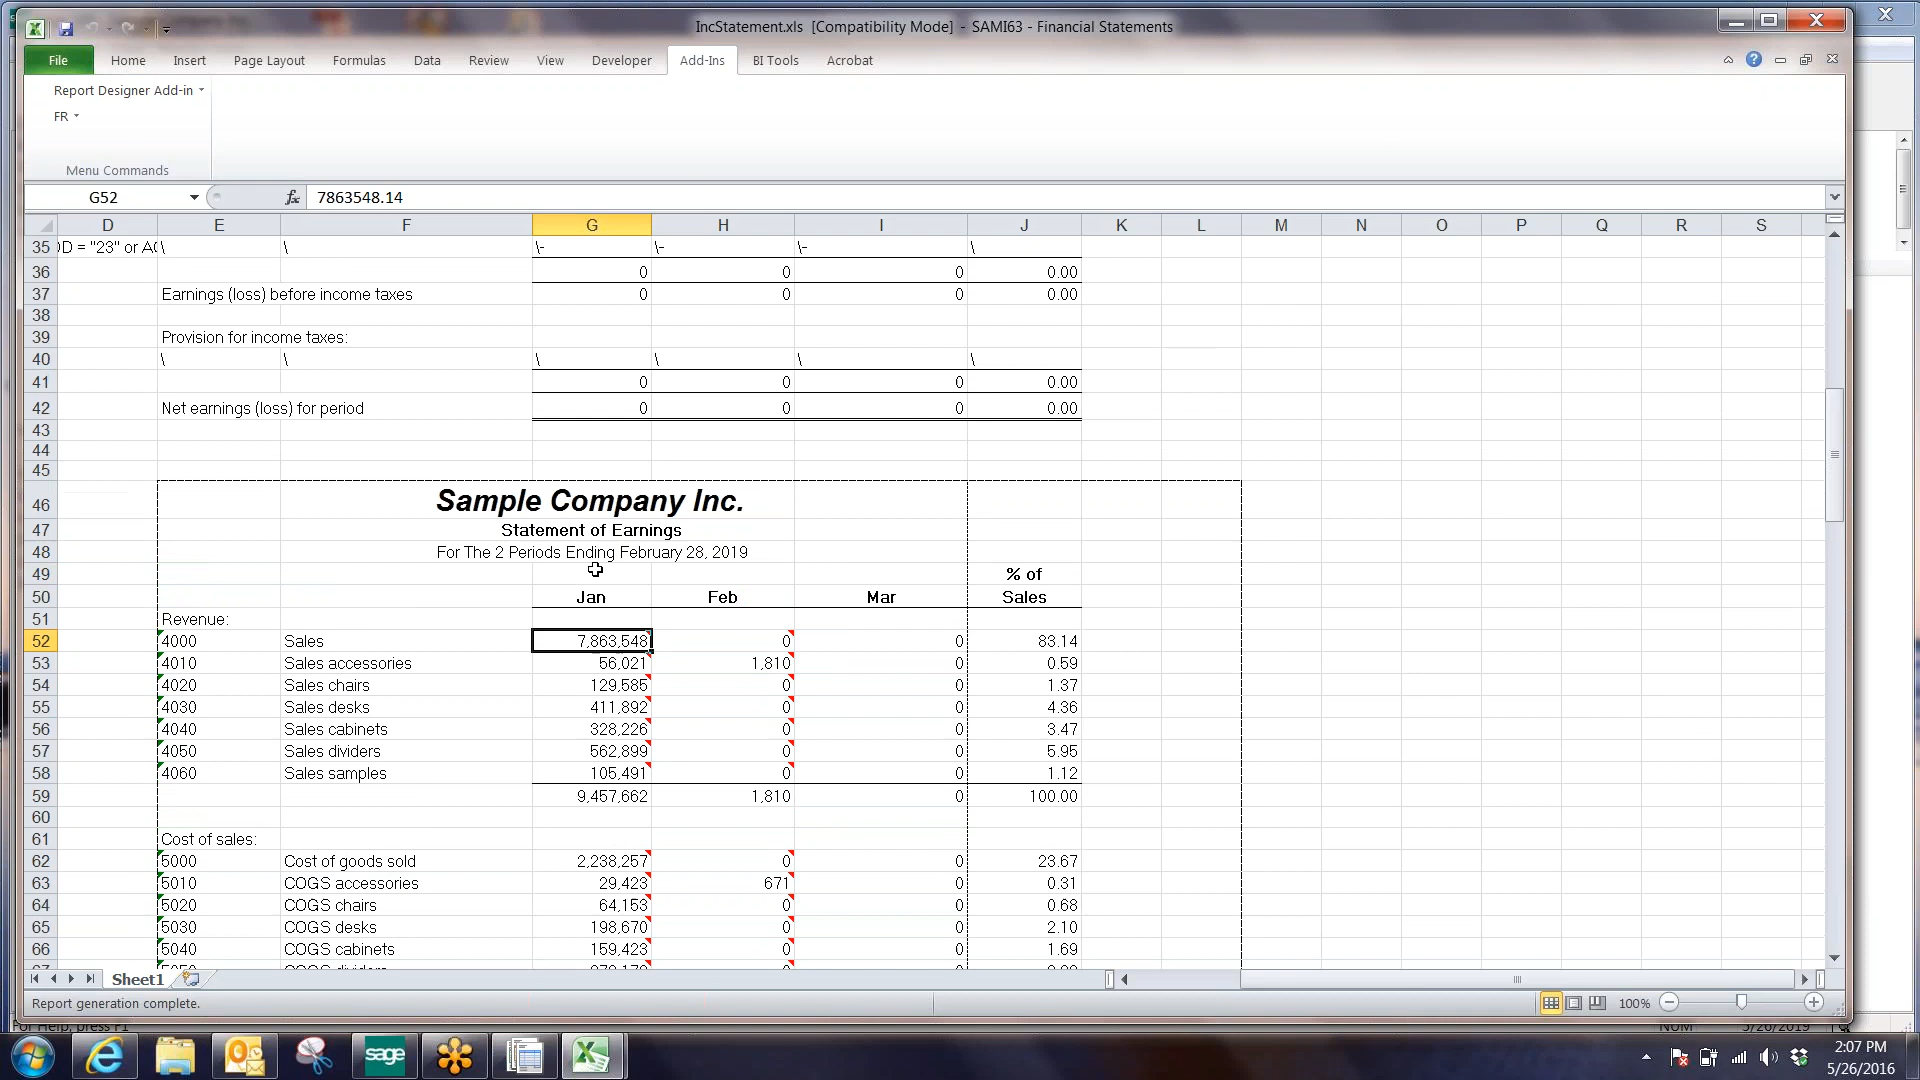 IncStatement.xls [Compatibility Mode] - SAMI63 - Financial Statements
File Home Insert Page Layout Formulas Data Review View Developer Add-Ins BI Tools Acrobat
Report Designer Add-in
FR
Menu Commands
G52 fx 7863548.14
D E F G H I J K L M N O P Q R S
35 D = "23" or A \ \ \- \- \- \
36 0 0 0 0.00
37 Earnings (loss) before income taxes 0 0 0 0.00
38
39 Provision for income taxes:
40 \ \ \ \ \ \
41 0 0 0 0.00
42 Net earnings (loss) for period 0 0 0 0.00
43
44
45
46 Sample Company Inc.
47 Statement of Earnings
48 For The 2 Periods Ending February 28, 2019
49 % of
50 Jan Feb Mar Sales
51 Revenue:
52 4000 Sales 7,863,548 0 0 83.14
53 4010 Sales accessories 56,021 1,810 0 0.59
54 4020 Sales chairs 129,585 0 0 1.37
55 4030 Sales desks 411,892 0 0 4.36
56 4040 Sales cabinets 328,226 0 0 3.47
57 4050 Sales dividers 562,899 0 0 5.95
58 4060 Sales samples 105,491 0 0 1.12
59 9,457,662 1,810 0 100.00
60
61 Cost of sales:
62 5000 Cost of goods sold 2,238,257 0 0 23.67
63 5010 COGS accessories 29,423 671 0 0.31
64 5020 COGS chairs 64,153 0 0 0.68
65 5030 COGS desks 198,670 0 0 2.10
66 5040 COGS cabinets 159,423 0 0 1.69
Sheet1
Report generation complete. 100%
For Help, press F1 NUM 5/26/2019
sage
2:07 PM
5/26/2016